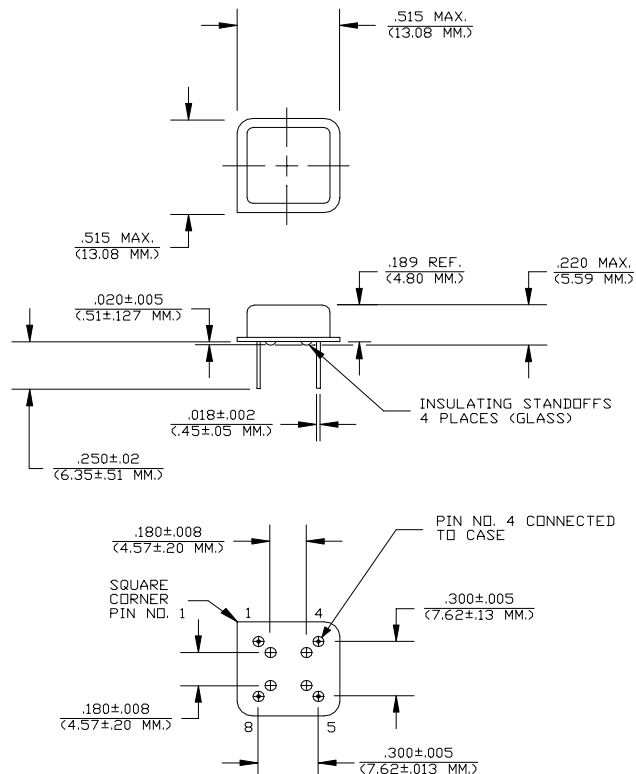 .515 MAX.
(13.08 MM.)
.515 MAX.
(13.08 MM.)
.189 REF.
(4.80 MM.)
.220 MAX.
(5.59 MM.)
.020±.005
(.51±.127 MM.)
INSULATING STANDOFFS
4 PLACES (GLASS)
.018±.002
(.45±.05 MM.)
.250±.02
(6.35±.51 MM.)
.180±.008
(4.57±.20 MM.)
PIN NO. 4 CONNECTED
TO CASE
SQUARE
CORNER
PIN NO. 1
1 4
.300±.005
(7.62±.13 MM.)
.180±.008
(4.57±.20 MM.)
8 5
.300±.005
(7.62±.013 MM.)